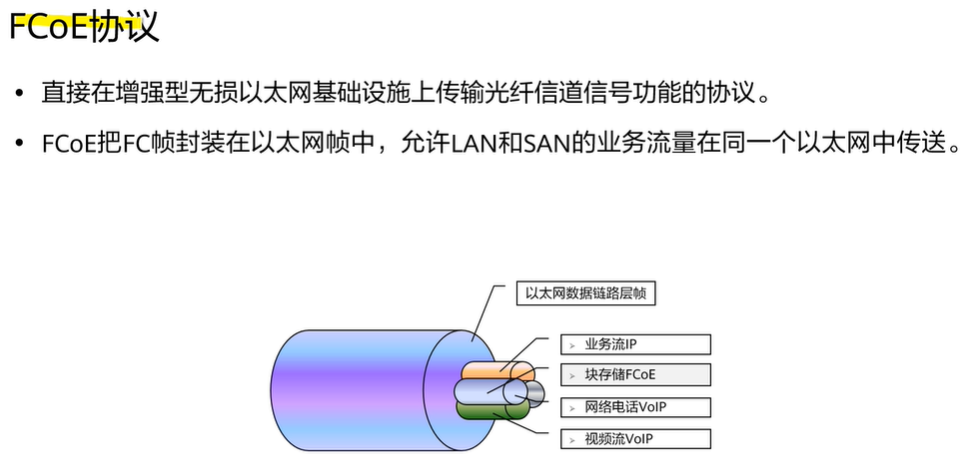 FCoE协议
• 直接在增强型无损以太网基础设施上传输光纤信道信号功能的协议。
• FCoE把FC帧封装在以太网帧中，允许LAN和SAN的业务流量在同一个以太网中传送。
以太网数据链路层帧
➢ 业务流IP
➢ 块存储FCoE
➢ 网络电话VoIP
➢ 视频流VoIP